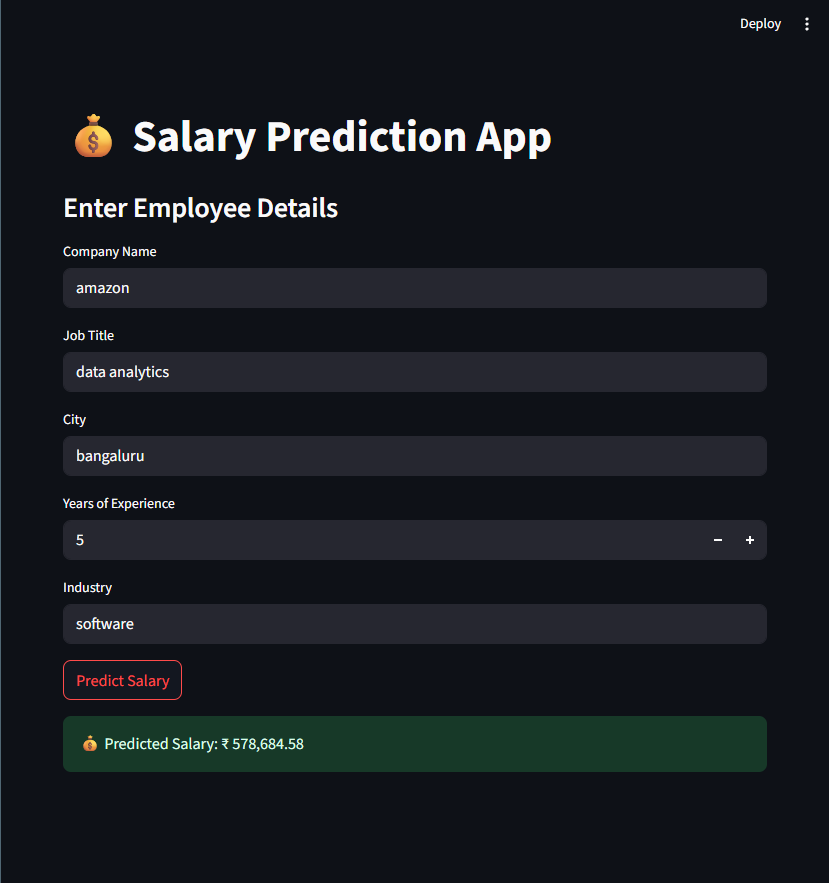 Deploy
Salary Prediction App
Enter Employee Details
Company Name
amazon
Job Title
data analytics
City
bangaluru
Years of Experience
5
Industry
software
Predict Salary
Predicted Salary: ₹ 578,684.58